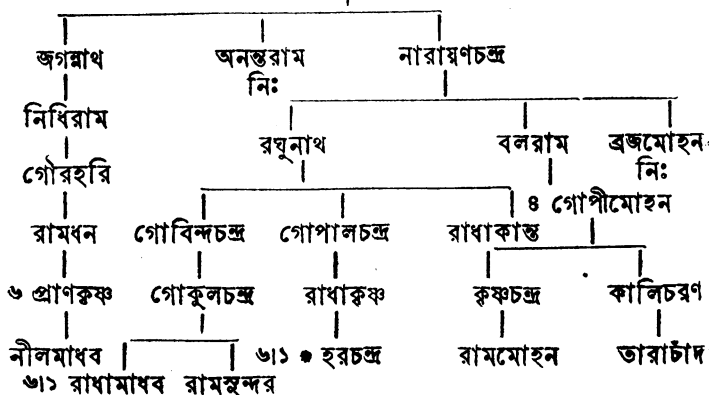 জগন্নাথ অনন্তরাম নারায়ণচন্দ্র
নিঃ
নিধিরাম
রঘুনাথ বলরাম ব্রজমোহন
নিঃ
গৌরহরি
৪ গোপীমোহন
রামধন গোবিন্দচন্দ্র গোপালচন্দ্র রাধাকান্ত
৬ প্রাণকৃষ্ণ গোকুলচন্দ্র রাধাকৃষ্ণ কৃষ্ণচন্দ্র কালিচরণ
নীলমাধব ৬।১ * হরচন্দ্র রামমোহন তারাচাঁদ
৬।১ রাধামাধব রামসুন্দর